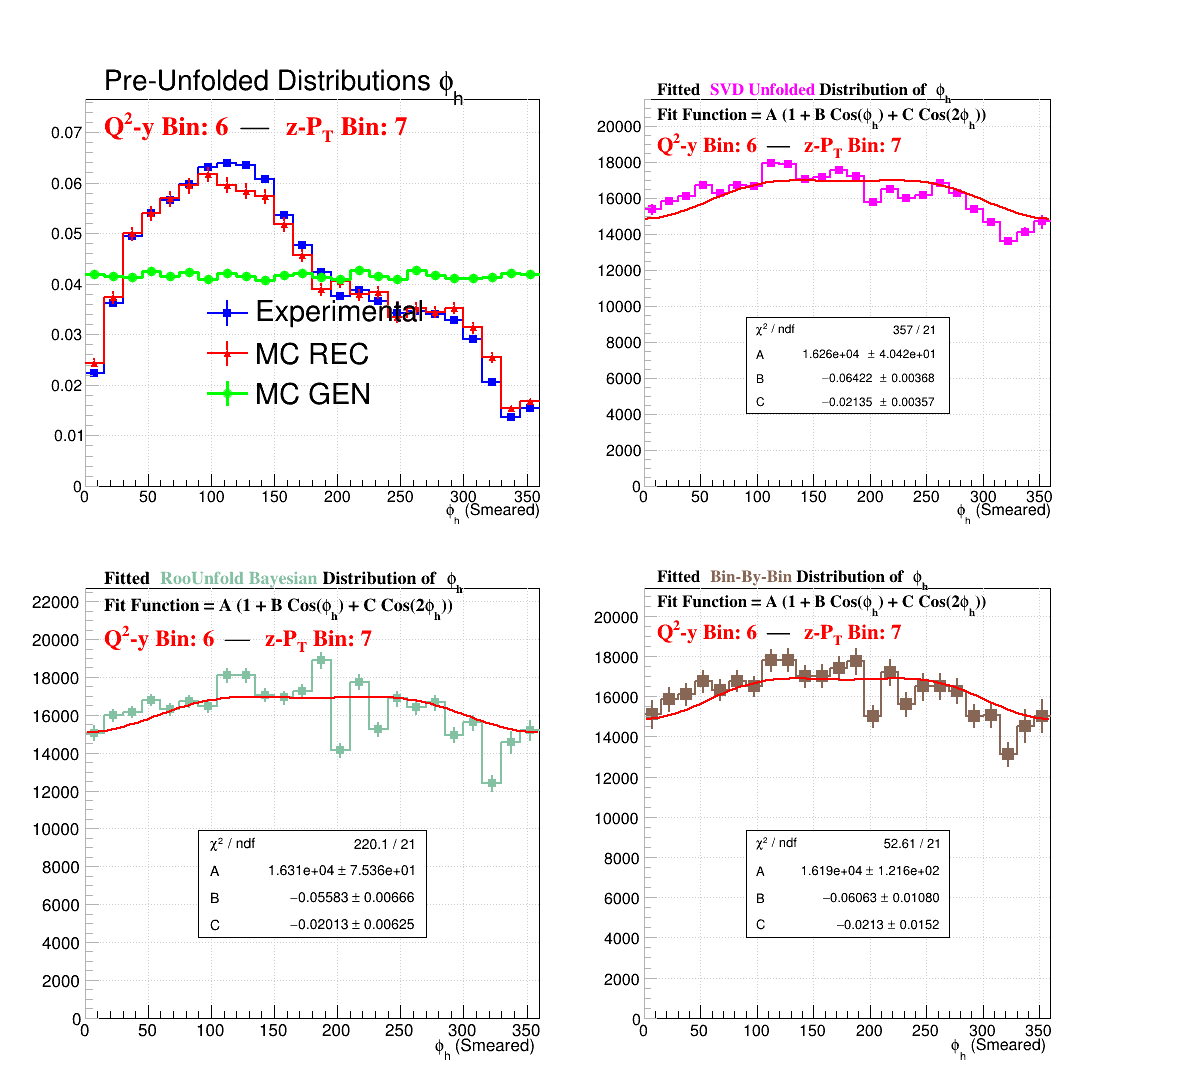 Pre-Unfolded Distributions ϕh
Q²-y Bin: 6 — z-PT Bin: 7
0.07
0.06
0.05
0.04
0.03
0.02
0.01
0
Experimental
MC REC
MC GEN
0 50 100 150 200 250 300 350
ϕh (Smeared)
Fitted SVD Unfolded Distribution of ϕh
Fit Function = A (1 + B Cos(ϕh) + C Cos(2ϕh))
Q²-y Bin: 6 — z-PT Bin: 7
20000
18000
16000
14000
12000
10000
8000
6000
4000
2000
0
χ² / ndf 357 / 21
A 1.626e+04 ± 4.042e+01
B −0.06422 ± 0.00368
C −0.02135 ± 0.00357
0 50 100 150 200 250 300 350
ϕh (Smeared)
Fitted RooUnfold Bayesian Distribution of ϕh
Fit Function = A (1 + B Cos(ϕh) + C Cos(2ϕh))
Q²-y Bin: 6 — z-PT Bin: 7
22000
20000
18000
16000
14000
12000
10000
8000
6000
4000
2000
0
χ² / ndf 220.1 / 21
A 1.631e+04 ± 7.536e+01
B −0.05583 ± 0.00666
C −0.02013 ± 0.00625
0 50 100 150 200 250 300 350
ϕh (Smeared)
Fitted Bin-By-Bin Distribution of ϕh
Fit Function = A (1 + B Cos(ϕh) + C Cos(2ϕh))
Q²-y Bin: 6 — z-PT Bin: 7
20000
18000
16000
14000
12000
10000
8000
6000
4000
2000
0
χ² / ndf 52.61 / 21
A 1.619e+04 ± 1.216e+02
B −0.06063 ± 0.01080
C −0.0213 ± 0.0152
0 50 100 150 200 250 300 350
ϕh (Smeared)